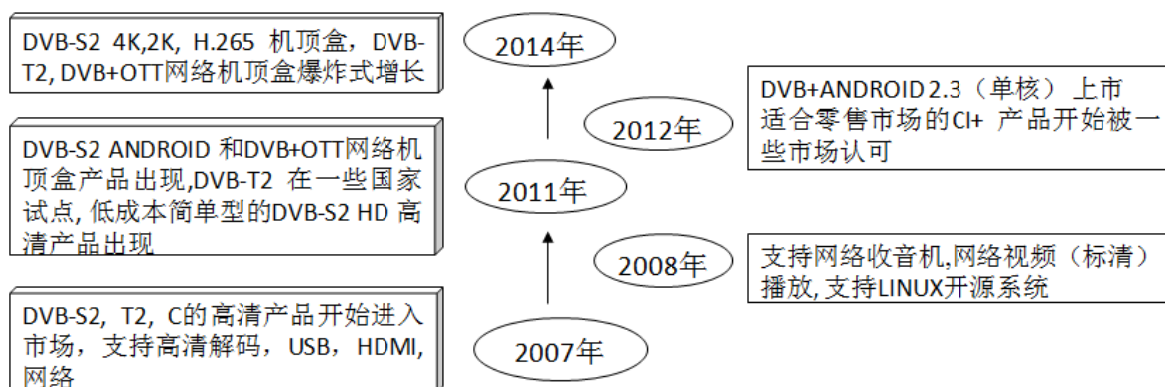 DVB-S2 4K,2K, H.265 机顶盒，DVB-
T2, DVB+OTT网络机顶盒爆炸式增长
2014年
DVB+ANDROID 2.3（单核）上市
适合零售市场的CI+ 产品开始被一
些市场认可
2012年
DVB-S2 ANDROID 和DVB+OTT网络机
顶盒产品出现,DVB-T2 在一些国家
试点, 低成本简单型的DVB-S2 HD 高
清产品出现
2011年
2008年
支持网络收音机,网络视频（标清）
播放, 支持LINUX开源系统
DVB-S2, T2, C的高清产品开始进入
市场，支持高清解码，USB，HDMI,
网络
2007年